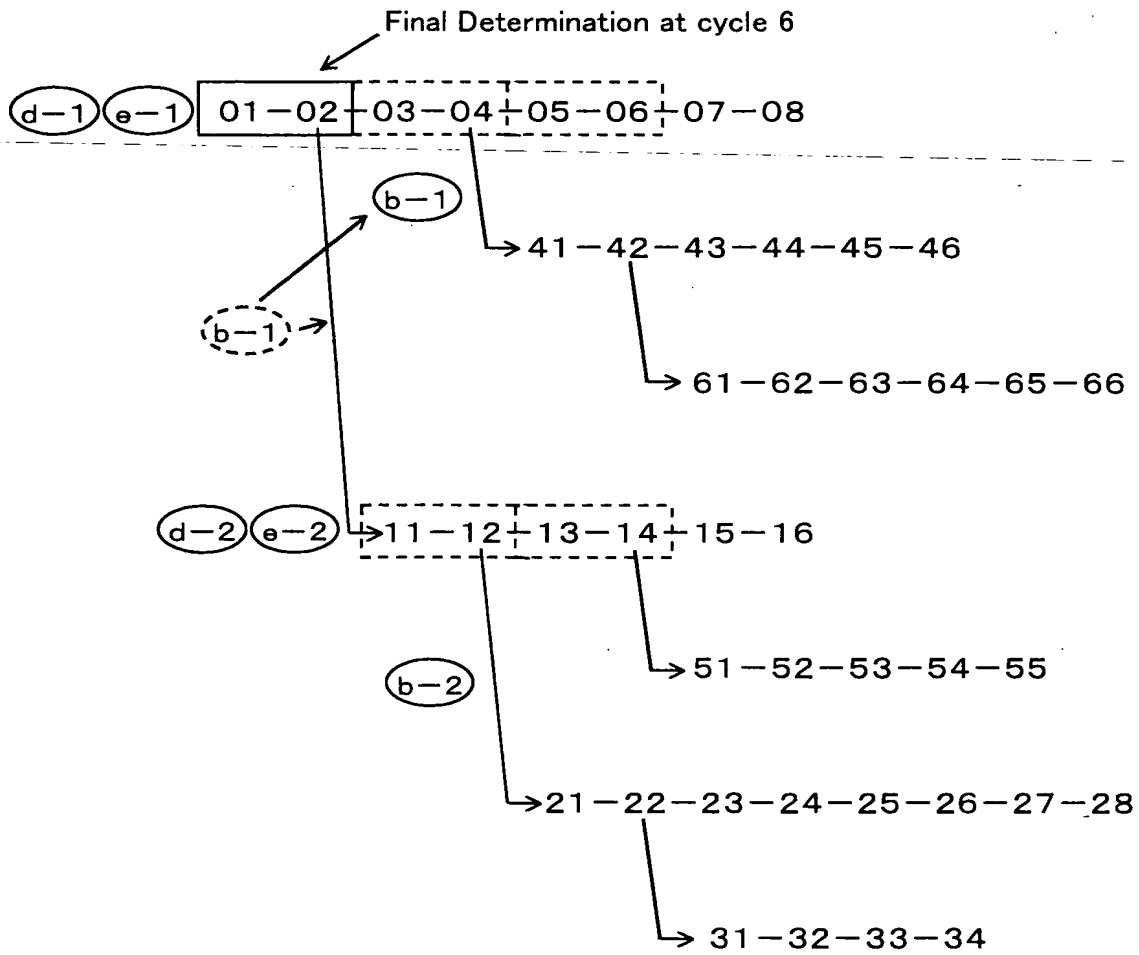 Final Determination at cycle 6
d-1 e-1 01-02-03-04-05-06-07-08
b-1
41-42-43-44-45-46
b-1
61-62-63-64-65-66
d-2 e-2 11-12-13-14-15-16
51-52-53-54-55
b-2
21-22-23-24-25-26-27-28
31-32-33-34